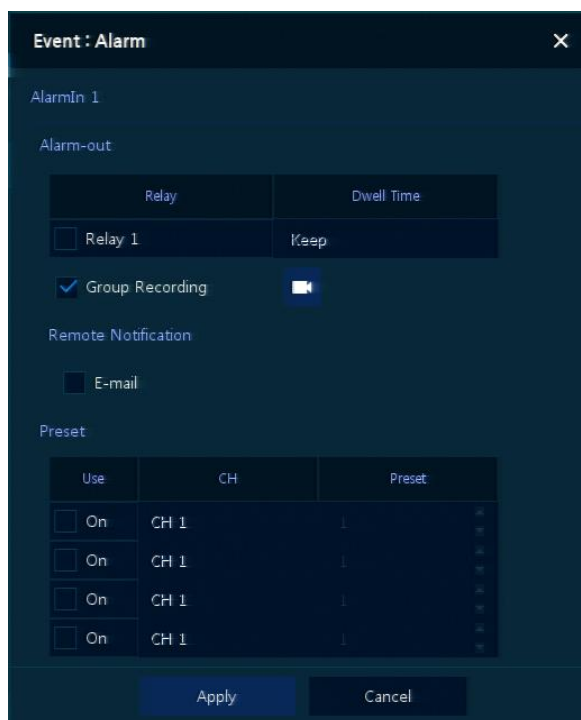 Event : Alarm
AlarmIn 1
Alarm-out
Relay Dwell Time
Relay 1 Keep
Group Recording
Remote Notification
E-mail
Preset
Use CH Preset
On CH 1 1
On CH 1 1
On CH 1 1
On CH 1 1
Apply Cancel